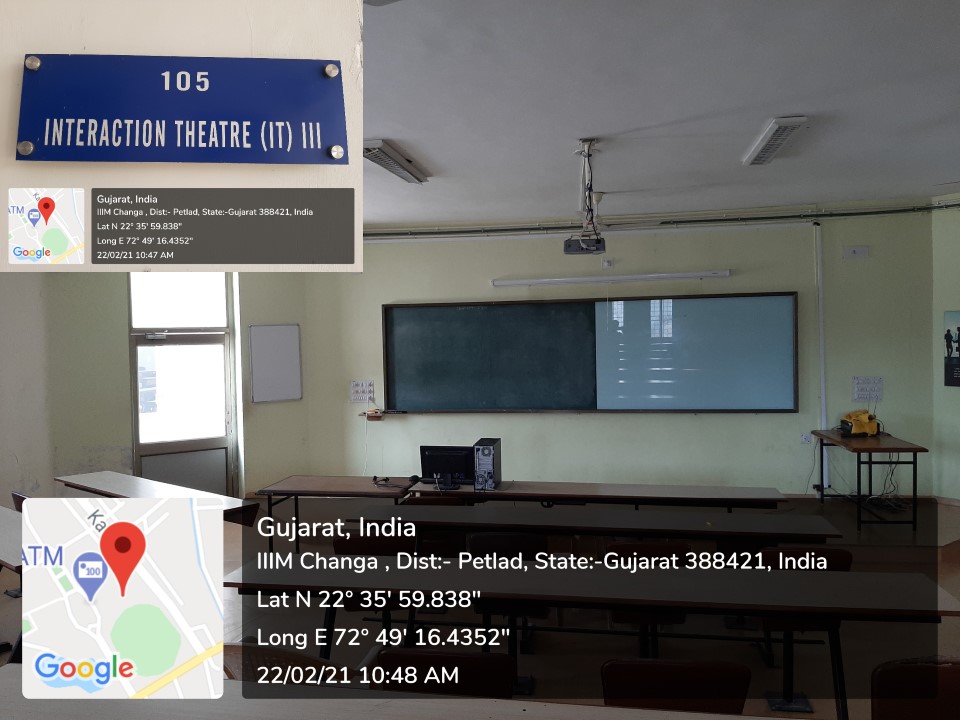 105
INTERACTION THEATRE (IT) III
ATM
Google
Gujarat, India
IIIM Changa , Dist:- Petlad, State:-Gujarat 388421, India
Lat N 22° 35' 59.838"
Long E 72° 49' 16.4352"
22/02/21 10:47 AM
Ka
ATM
100
Google
Gujarat, India
IIIM Changa , Dist:- Petlad, State:-Gujarat 388421, India
Lat N 22° 35' 59.838"
Long E 72° 49' 16.4352"
22/02/21 10:48 AM